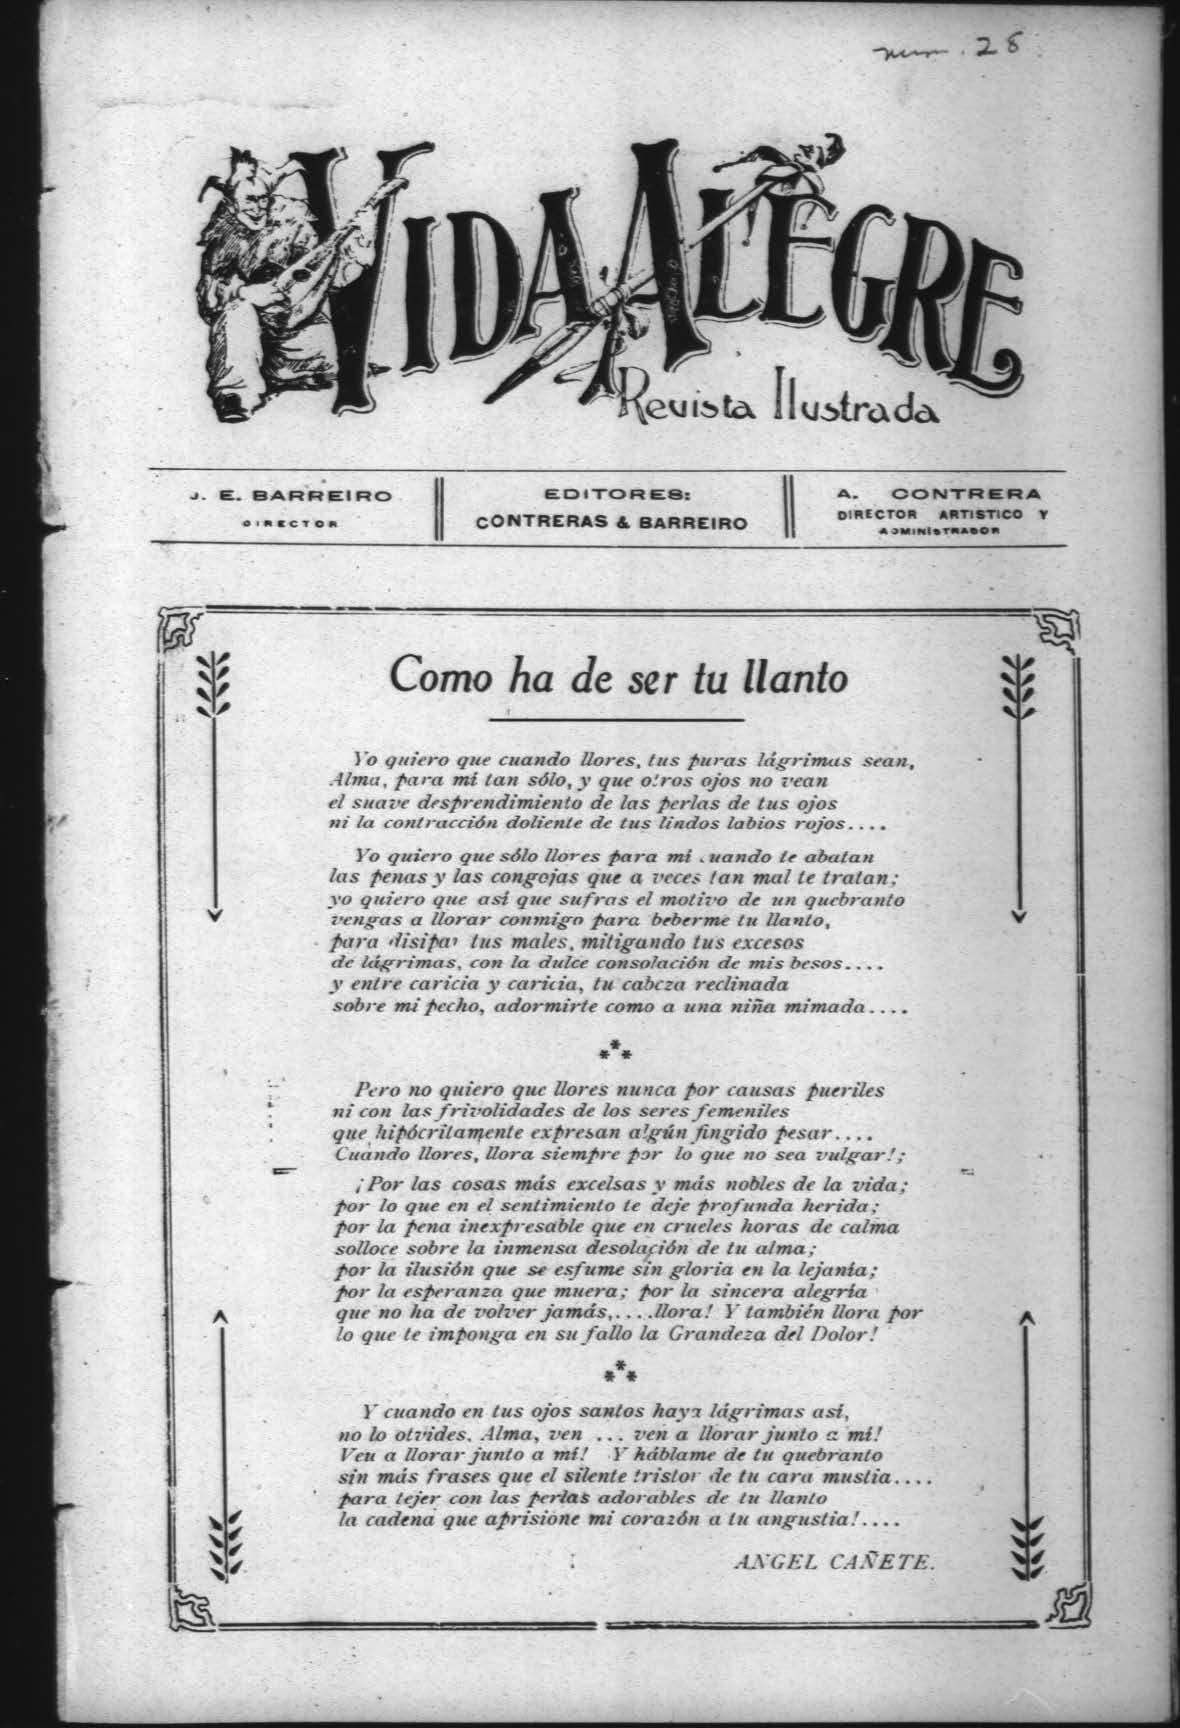 num. 28
VIDA ALEGRE
Revista Ilustrada
J. E. BARREIRO
DIRECTOR
EDITORES:
CONTRERAS & BARREIRO
A. CONTRERA
DIRECTOR ARTISTICO Y
ADMINISTRADOR
Como ha de ser tu llanto
Yo quiero que cuando llores, tus puras lágrimas sean,
Alma, para mí tan sólo, y que otros ojos no vean
el suave desprendimiento de las perlas de tus ojos
ni la contracción doliente de tus lindos labios rojos....
Yo quiero que sólo llores para mí cuando te abatan
las penas y las congojas que a veces tan mal te tratan;
yo quiero que así que sufras el motivo de un quebranto
vengas a llorar conmigo para beberme tu llanto,
para disipar tus males, mitigando tus excesos
de lágrimas, con la dulce consolación de mis besos....
y entre caricia y caricia, tu cabeza reclinada
sobre mi pecho, adormirte como a una niña mimada....
***
Pero no quiero que llores nunca por causas pueriles
ni con las frivolidades de los seres femeniles
que hipócritamente expresan algún fingido pesar....
Cuando llores, llora siempre por lo que no sea vulgar!;
¡Por las cosas más excelsas y más nobles de la vida;
por lo que en el sentimiento te deje profunda herida;
por la pena inexpresable que en crueles horas de calma
solloce sobre la inmensa desolación de tu alma;
por la ilusión que se esfume sin gloria en la lejanía;
por la esperanza que muera; por la sincera alegría
que no ha de volver jamás,....llora! Y también llora por
lo que te imponga en su fallo la Grandeza del Dolor!
***
Y cuando en tus ojos santos haya lágrimas así,
no lo olvides, Alma, ven ... ven a llorar junto a mí!
Veu a llorar junto a mí! Y háblame de tu quebranto
sin más frases que el silente tristor de tu cara mustia....
para tejer con las perlas adorables de tu llanto
la cadena que aprisione mi corazón a tu angustia!....
ANGEL CAÑETE.